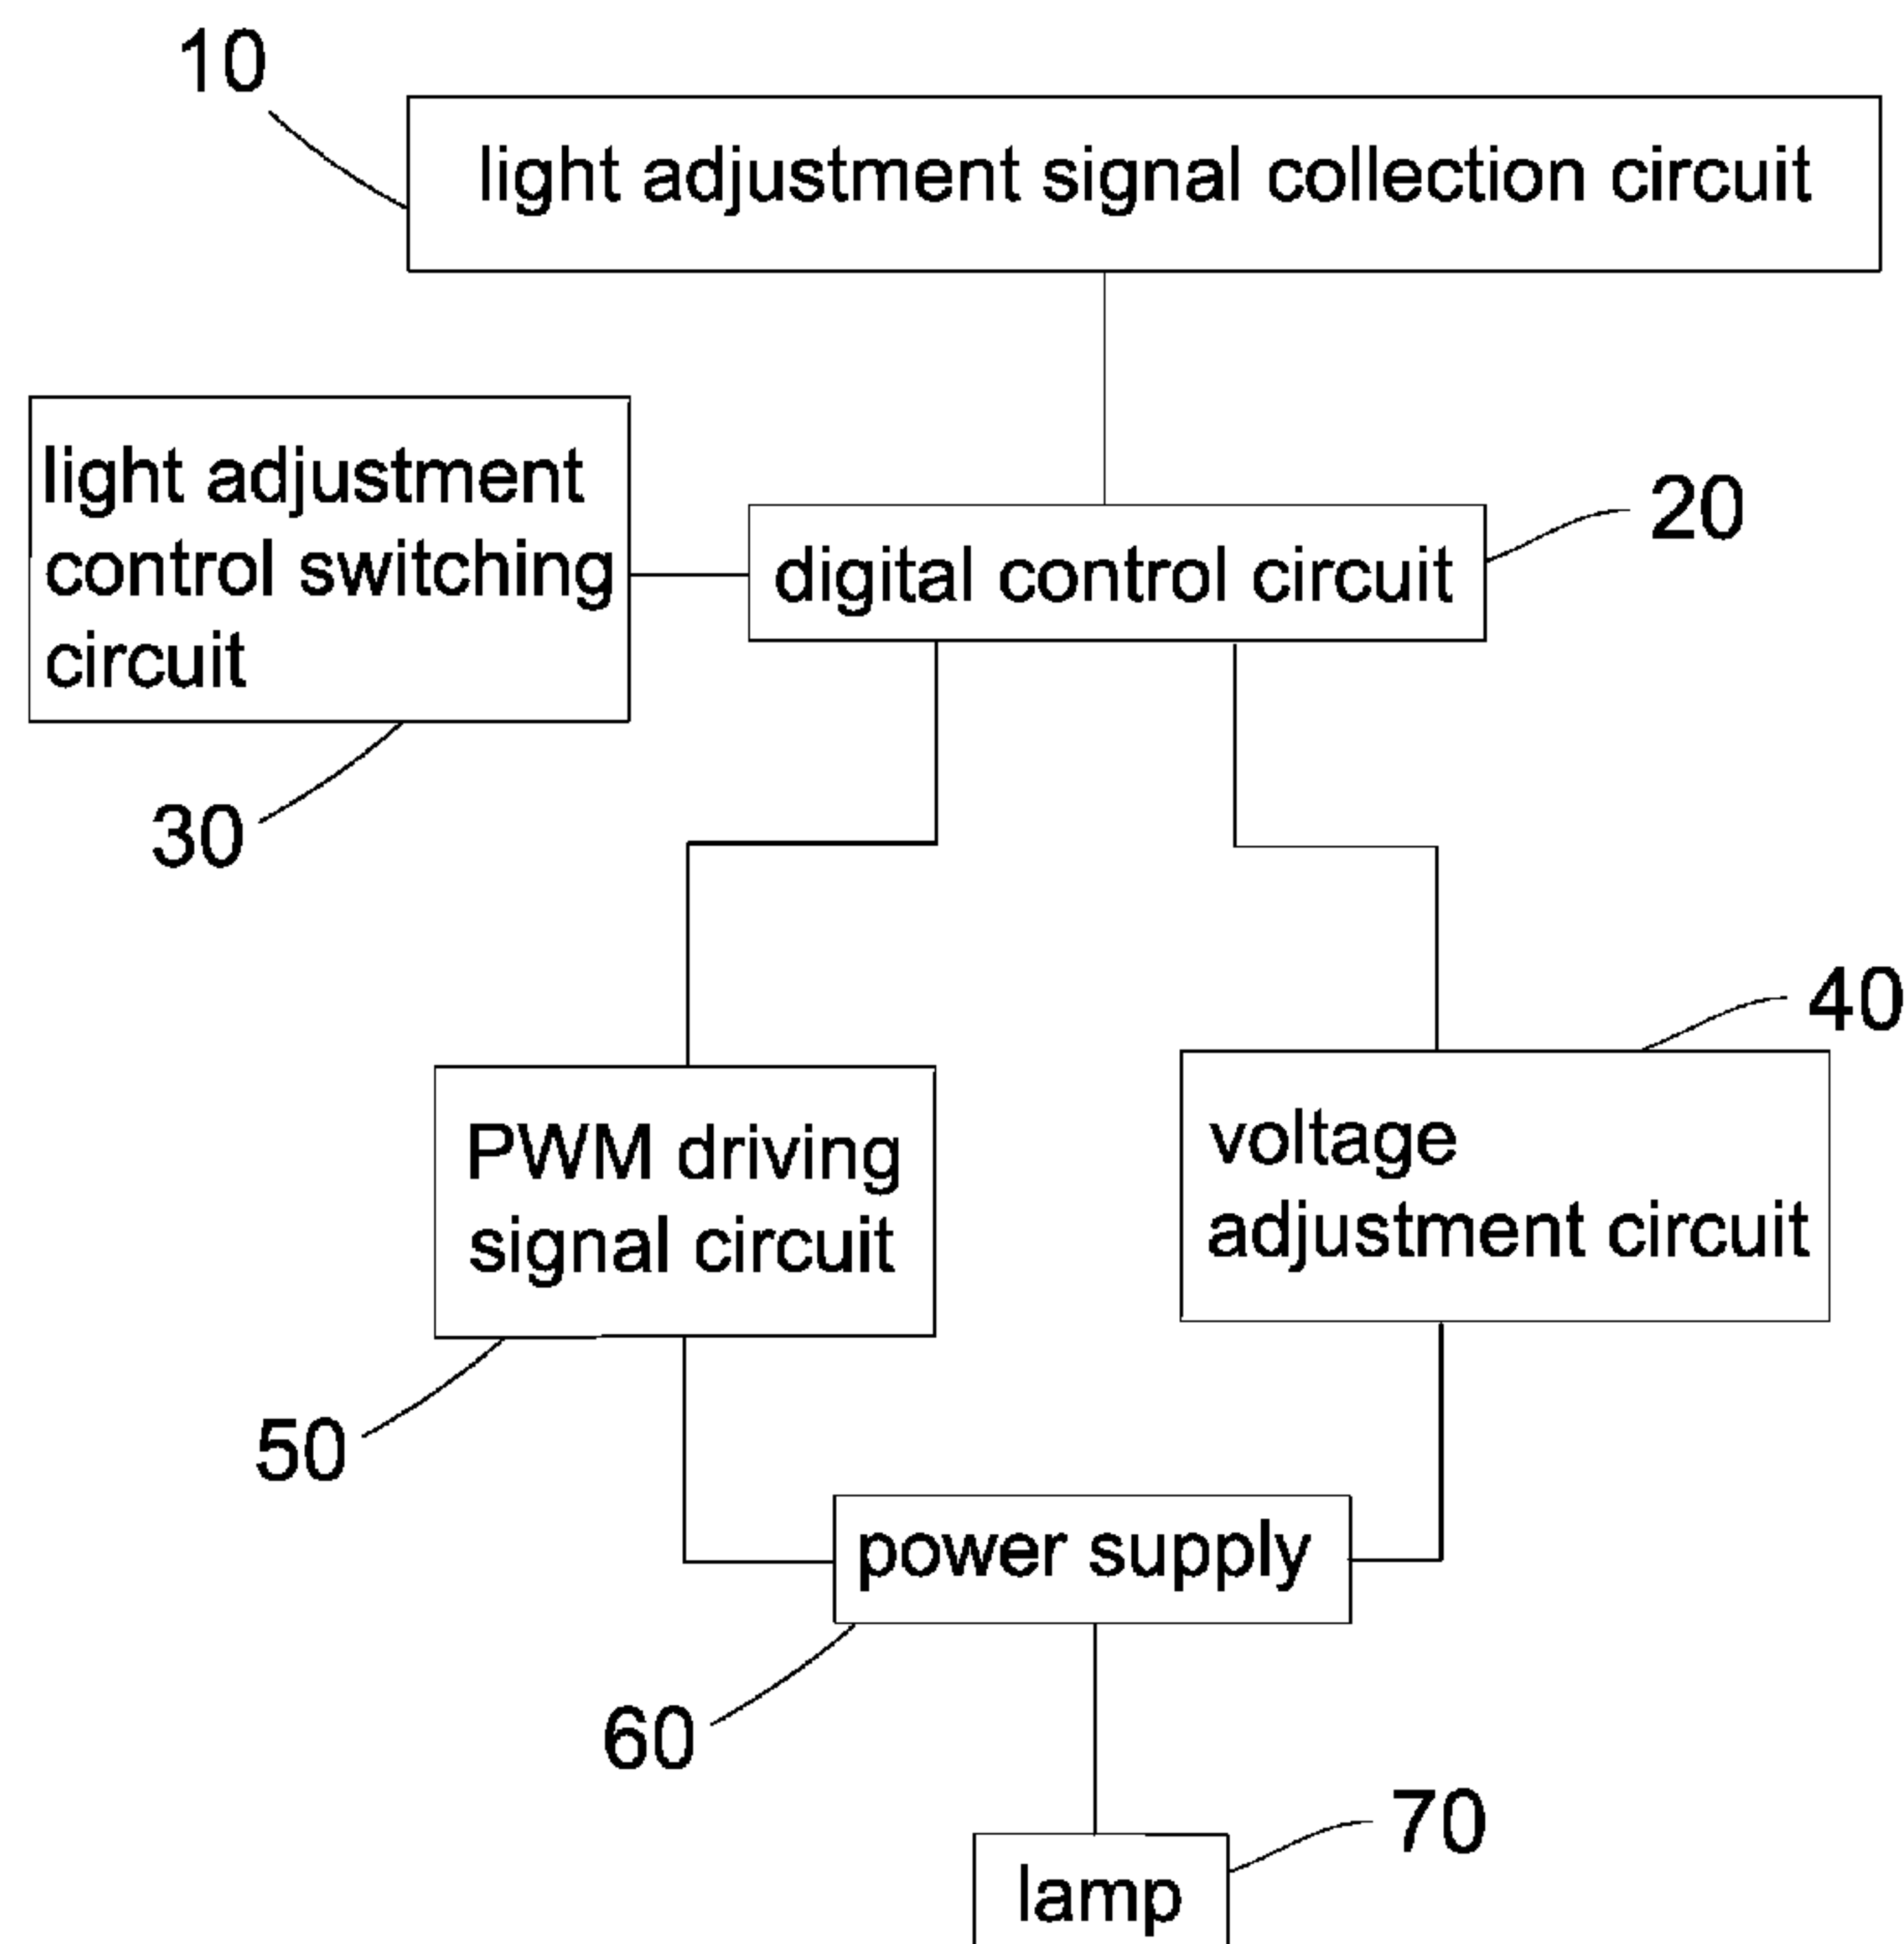 10
light adjustment signal collection circuit
light adjustment
control switching
circuit
digital control circuit
20
30
40
PWM driving
signal circuit
voltage
adjustment circuit
50
power supply
60
70
lamp